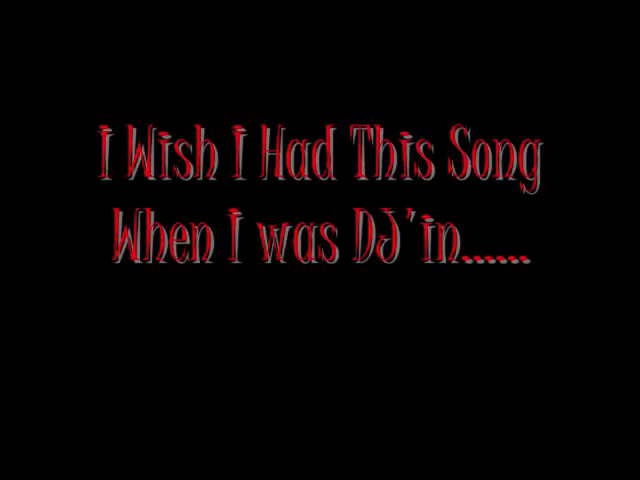 I Wish I Had This Song
When I was DJ'in......